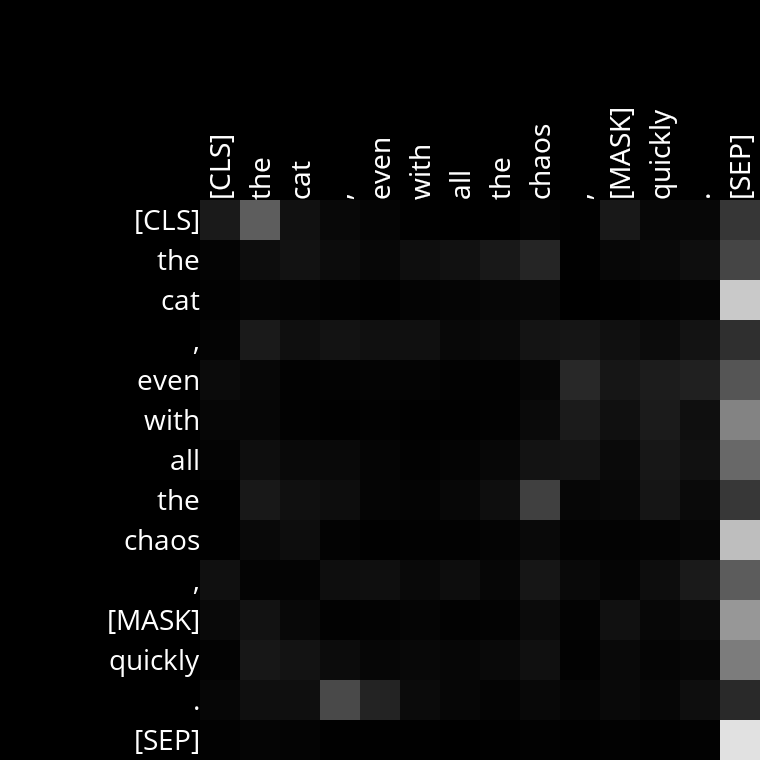 [CLS] the cat , even with all the chaos , [MASK] quickly . [SEP]
[CLS]
the
cat
,
even
with
all
the
chaos
,
[MASK]
quickly
.
[SEP]